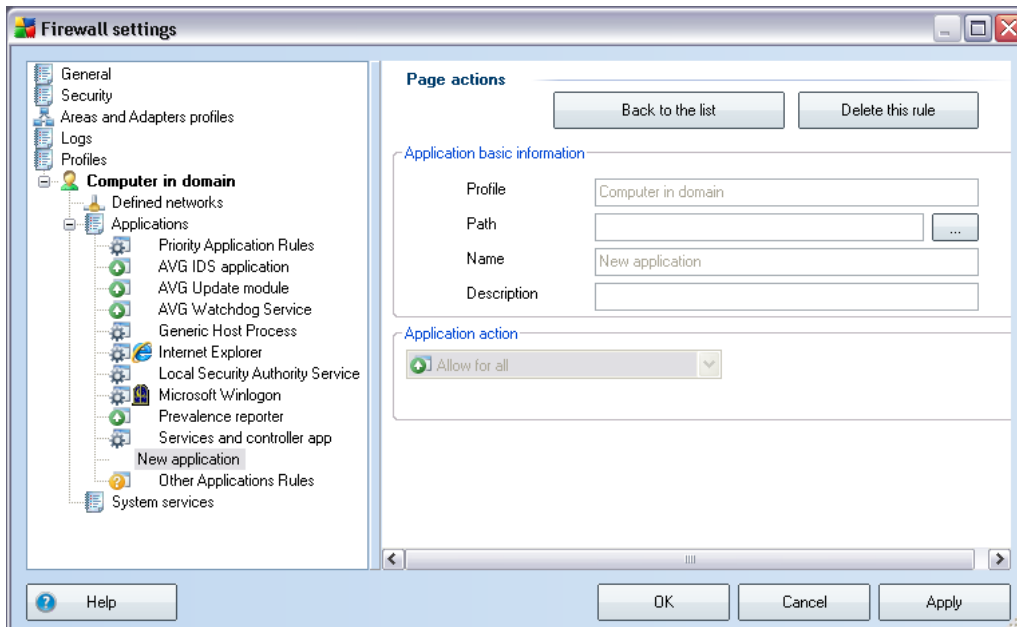 Firewall settings
General
Security
Areas and Adapters profiles
Logs
Profiles
Computer in domain
Defined networks
Applications
Priority Application Rules
AVG IDS application
AVG Update module
AVG Watchdog Service
Generic Host Process
Internet Explorer
Local Security Authority Service
Microsoft Winlogon
Prevalence reporter
Services and controller app
New application
Other Applications Rules
System services
Page actions
Back to the list
Delete this rule
Application basic information
Profile
Computer in domain
Path
...
Name
New application
Description
Application action
Allow for all
Help
OK
Cancel
Apply